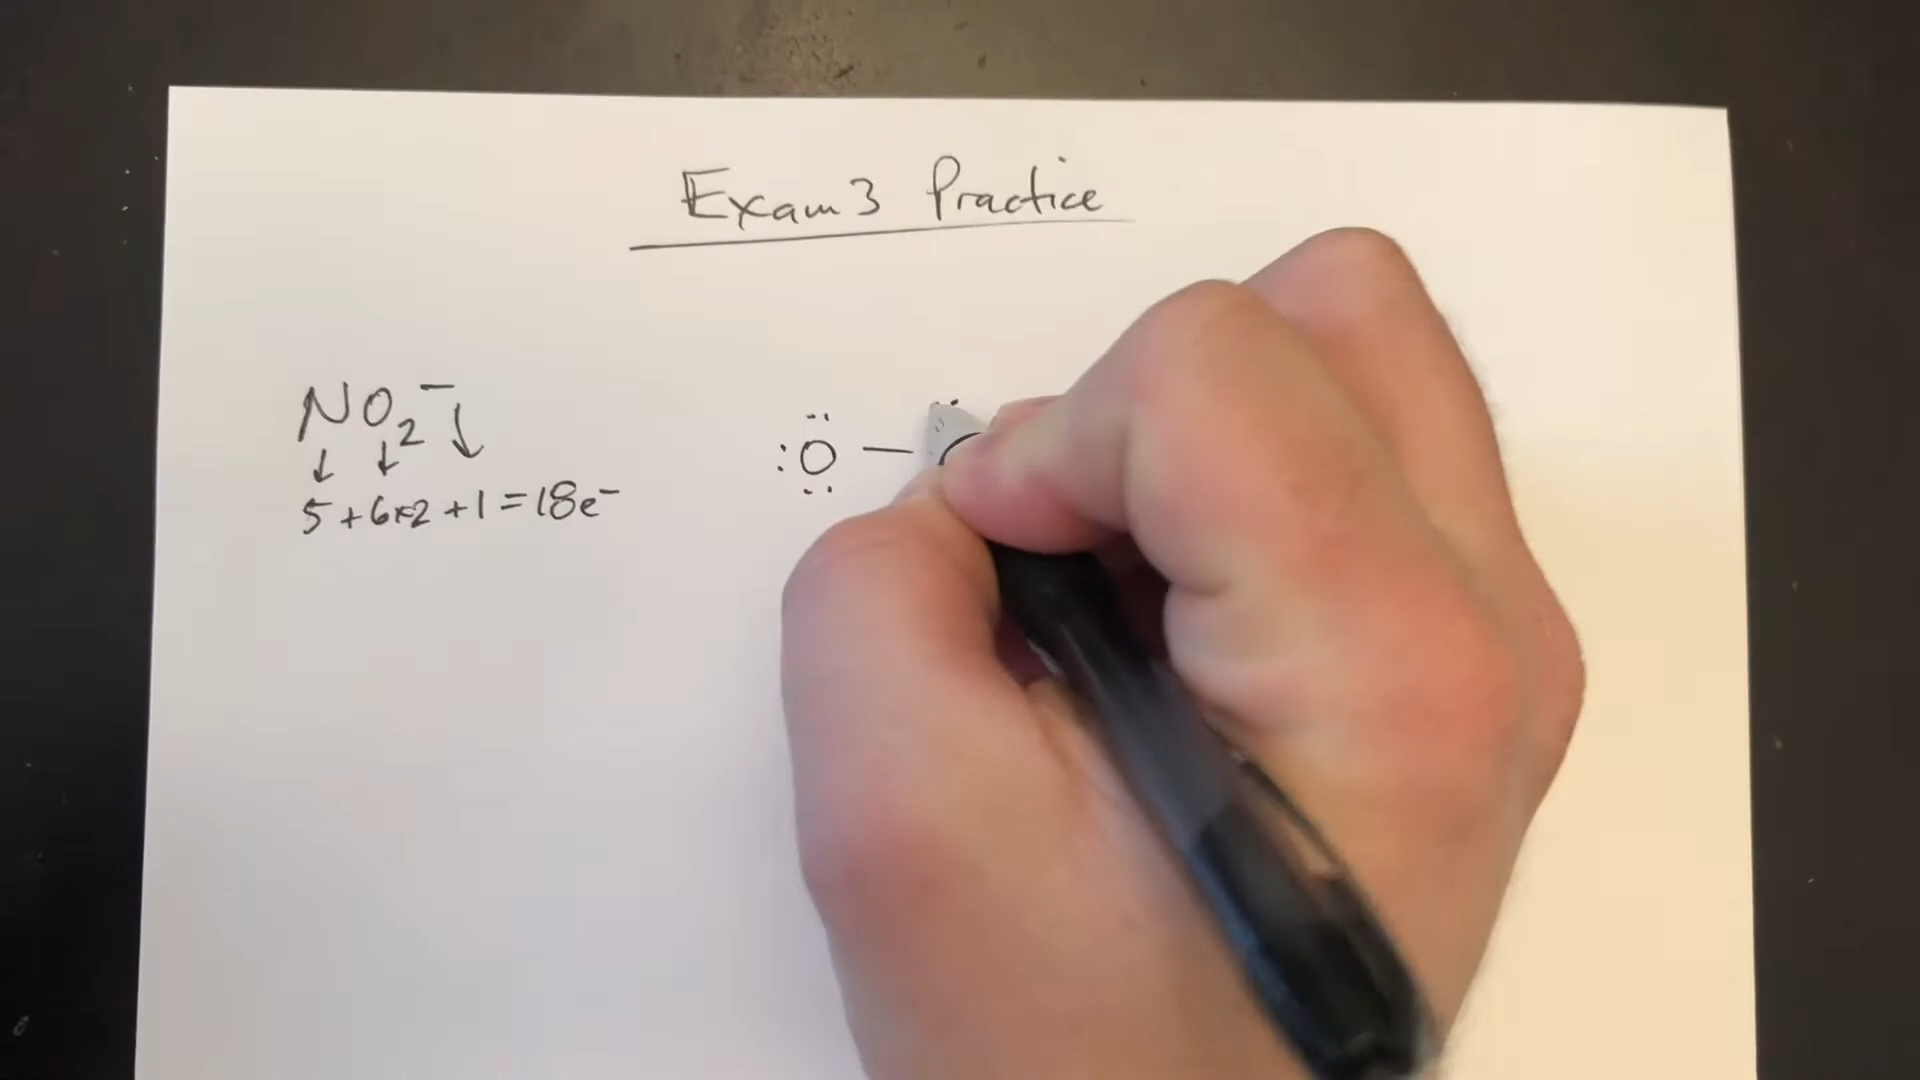 Exam 3 Practice
NO₂⁻
↓ ↓ ↓
5+6×2+1=18e⁻
:Ö̤ —